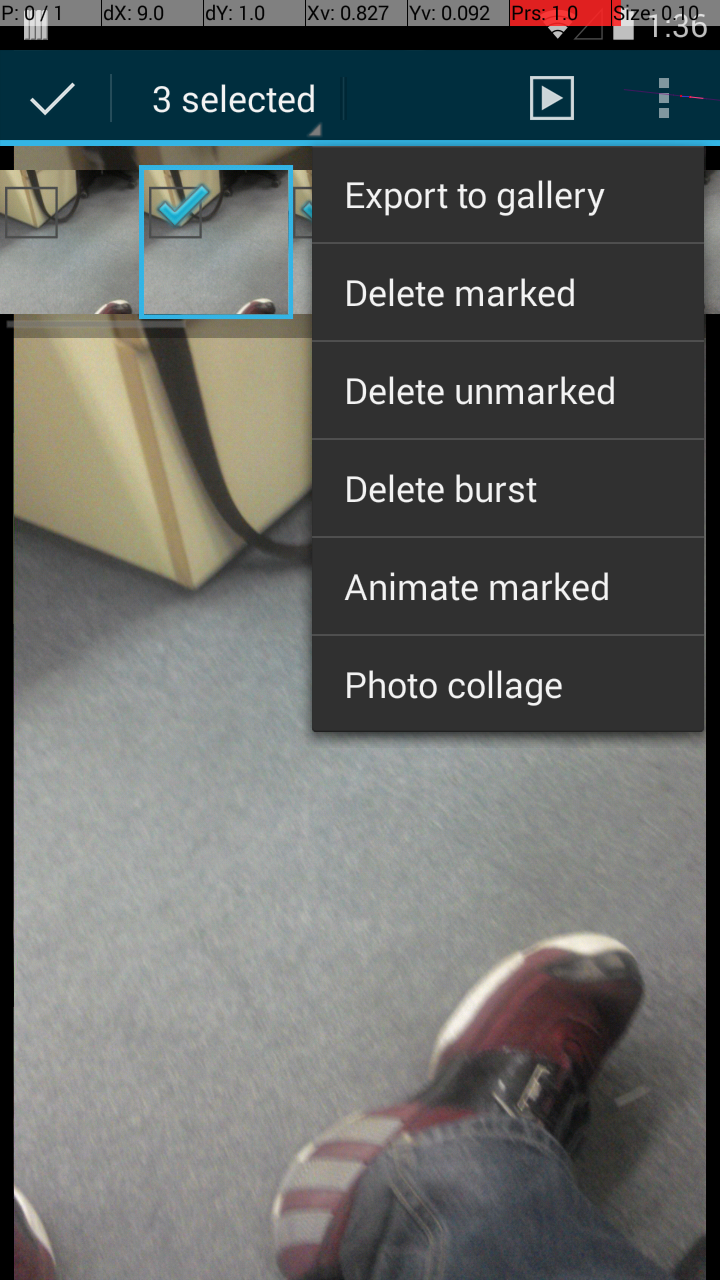 P: 0 / 1 dX: 9.0 dY: 1.0 Xv: 0.827 Yv: 0.092 Prs: 1.0 Size: 0.10
1:36
3 selected
Export to gallery
Delete marked
Delete unmarked
Delete burst
Animate marked
Photo collage